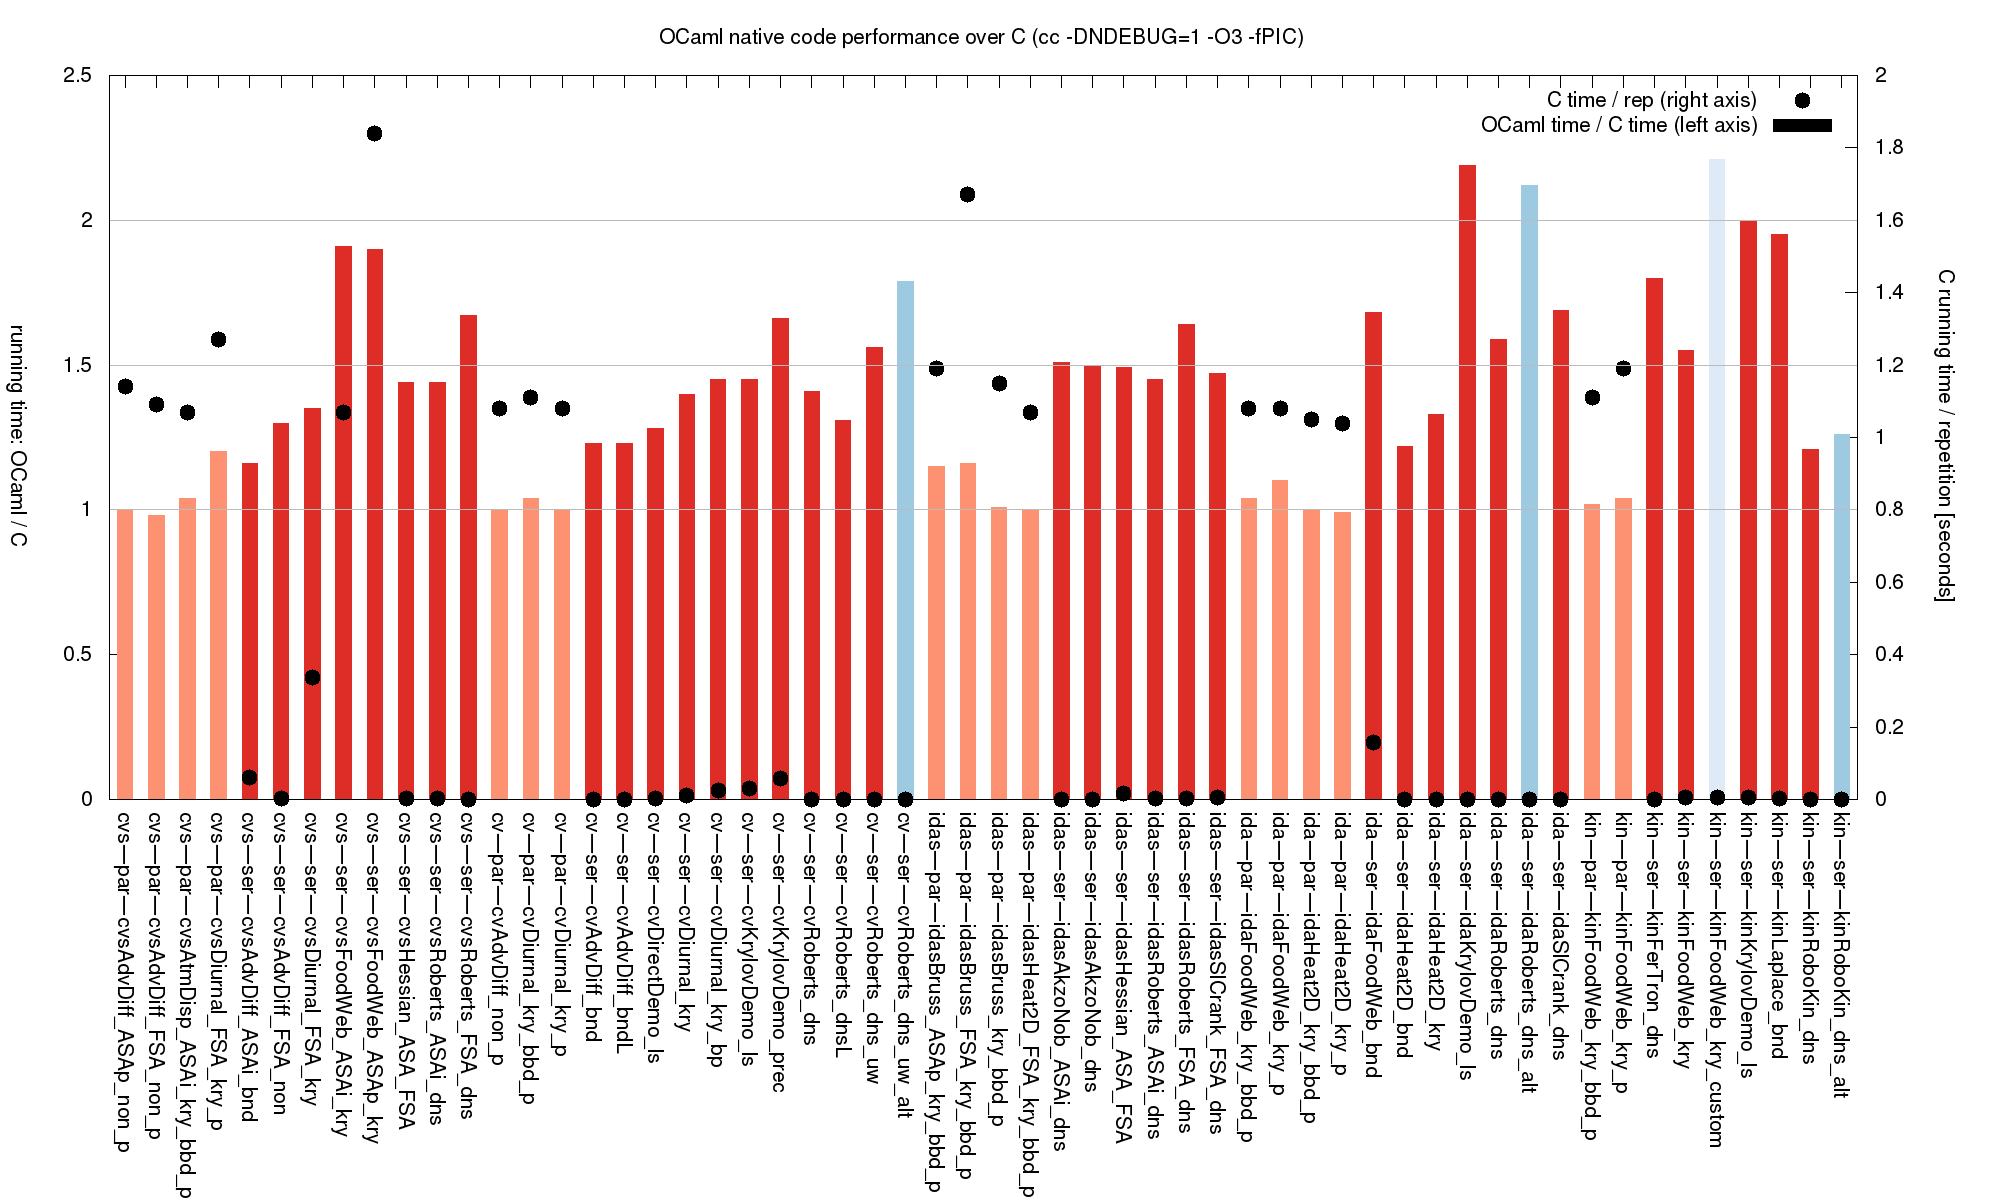 OCaml native code performance over C (cc -DNDEBUG=1 -O3 -fPIC)
C time / rep (right axis)
OCaml time / C time (left axis)
running time: OCaml / C
2.5
2
1.5
1
0.5
0
2
1.8
1.6
1.4
1.2
1
0.8
0.6
0.4
0.2
0
C running time / repetition [seconds]
cvs--par--cvsAdvDiff_ASAp_non_p
cvs--par--cvsAdvDiff_FSA_non_p
cvs--par--cvsAtmDisp_ASAi_kry_bbd_p
cvs--par--cvsDiurnal_FSA_kry_p
cvs--ser--cvsAdvDiff_ASAi_bnd
cvs--ser--cvsAdvDiff_FSA_non
cvs--ser--cvsDiurnal_FSA_kry
cvs--ser--cvsFoodWeb_ASAi_kry
cvs--ser--cvsFoodWeb_ASAp_kry
cvs--ser--cvsHessian_ASA_FSA
cvs--ser--cvsRoberts_ASAi_dns
cvs--ser--cvsRoberts_FSA_dns
cv--par--cvAdvDiff_non_p
cv--par--cvDiurnal_kry_bbd_p
cv--par--cvDiurnal_kry_p
cv--ser--cvAdvDiff_bnd
cv--ser--cvAdvDiff_bndL
cv--ser--cvDirectDemo_ls
cv--ser--cvDiurnal_kry
cv--ser--cvDiurnal_kry_bp
cv--ser--cvKrylovDemo_ls
cv--ser--cvKrylovDemo_prec
cv--ser--cvRoberts_dns
cv--ser--cvRoberts_dnsL
cv--ser--cvRoberts_dns_uw
cv--ser--cvRoberts_dns_uw_alt
idas--par--idasBruss_ASAp_kry_bbd_p
idas--par--idasBruss_FSA_kry_bbd_p
idas--par--idasBruss_kry_bbd_p
idas--par--idasHeat2D_FSA_kry_bbd_p
idas--ser--idasAkzoNob_ASAi_dns
idas--ser--idasAkzoNob_dns
idas--ser--idasHessian_ASA_FSA
idas--ser--idasRoberts_ASAi_dns
idas--ser--idasRoberts_FSA_dns
idas--ser--idasSlCrank_FSA_dns
ida--par--idaFoodWeb_kry_bbd_p
ida--par--idaFoodWeb_kry_p
ida--par--idaHeat2D_kry_bbd_p
ida--par--idaHeat2D_kry_p
ida--ser--idaFoodWeb_bnd
ida--ser--idaHeat2D_bnd
ida--ser--idaHeat2D_kry
ida--ser--idaKrylovDemo_ls
ida--ser--idaRoberts_dns
ida--ser--idaRoberts_dns_alt
ida--ser--idaSlCrank_dns
kin--par--kinFoodWeb_kry_bbd_p
kin--par--kinFoodWeb_kry_p
kin--ser--kinFerTron_dns
kin--ser--kinFoodWeb_kry
kin--ser--kinFoodWeb_kry_custom
kin--ser--kinKrylovDemo_ls
kin--ser--kinLaplace_bnd
kin--ser--kinRoboKin_dns
kin--ser--kinRoboKin_dns_alt